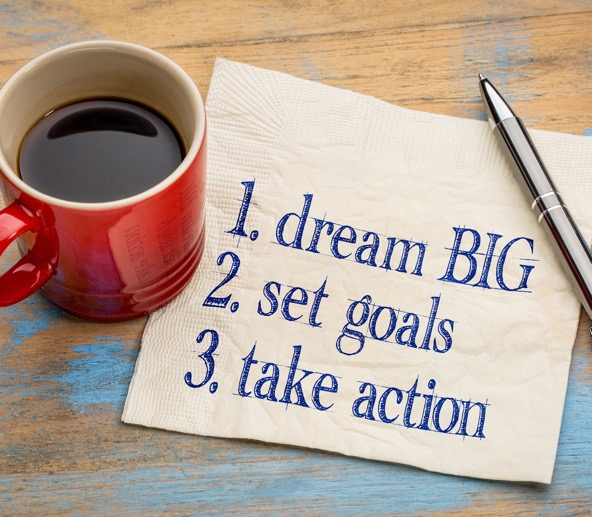 1. dream BIG
2. set goals
3. take action